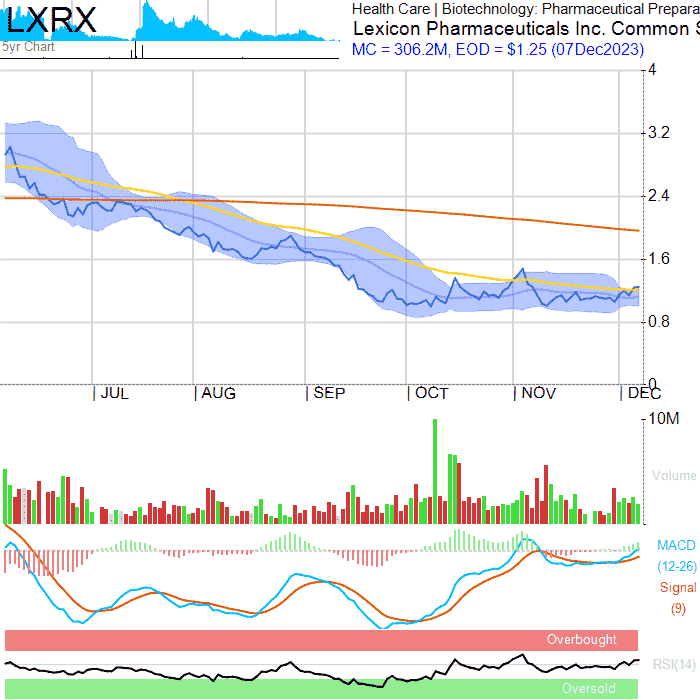 LXRX
5yr Chart
Health Care | Biotechnology: Pharmaceutical Prepara
Lexicon Pharmaceuticals Inc. Common S
MC = 306.2M, EOD = $1.25 (07Dec2023)
4
3.2
2.4
1.6
0.8
0
JUL AUG SEP OCT NOV DEC
10M
Volume
MACD
(12-26)
Signal
(9)
Overbought
RSI(14)
Oversold